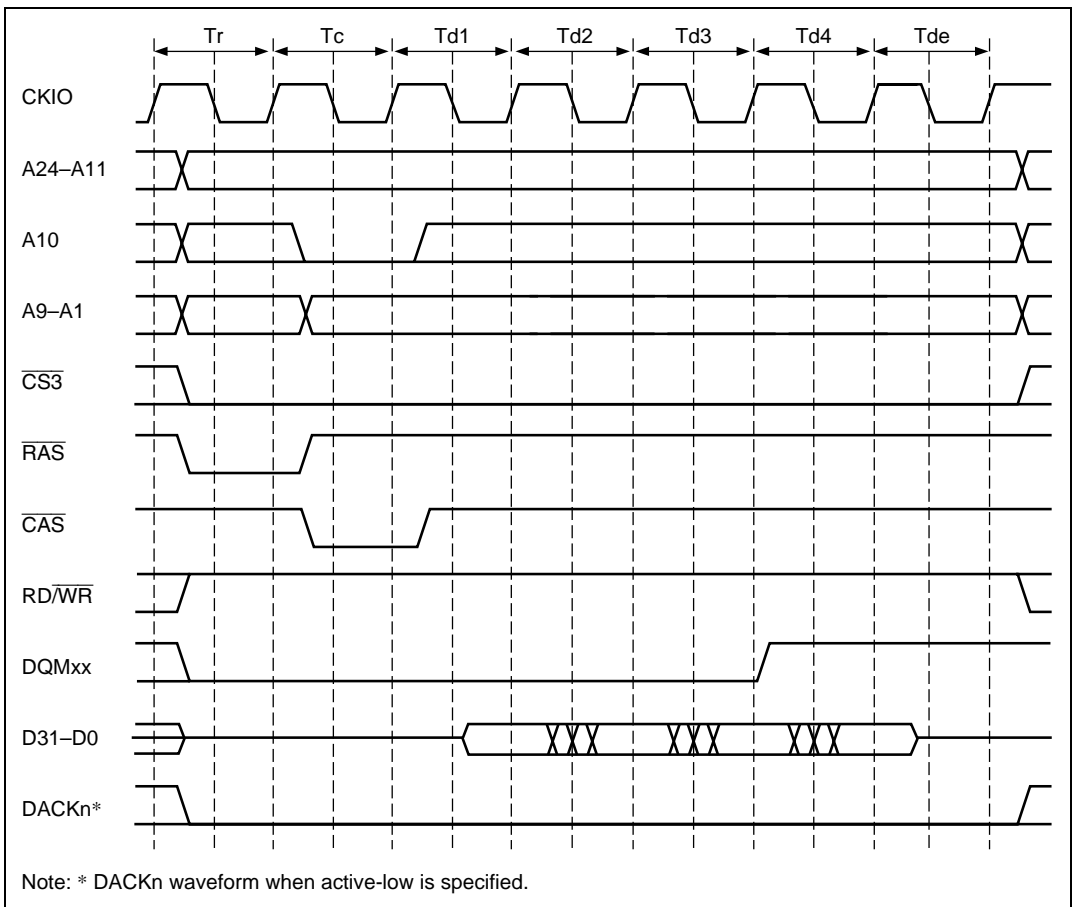 Tr Tc Td1 Td2 Td3 Td4 Tde
CKIO
A24–A11
A10
A9–A1
CS3
RAS
CAS
RD/WR
DQMxx
D31–D0
DACKn*
Note: * DACKn waveform when active-low is specified.